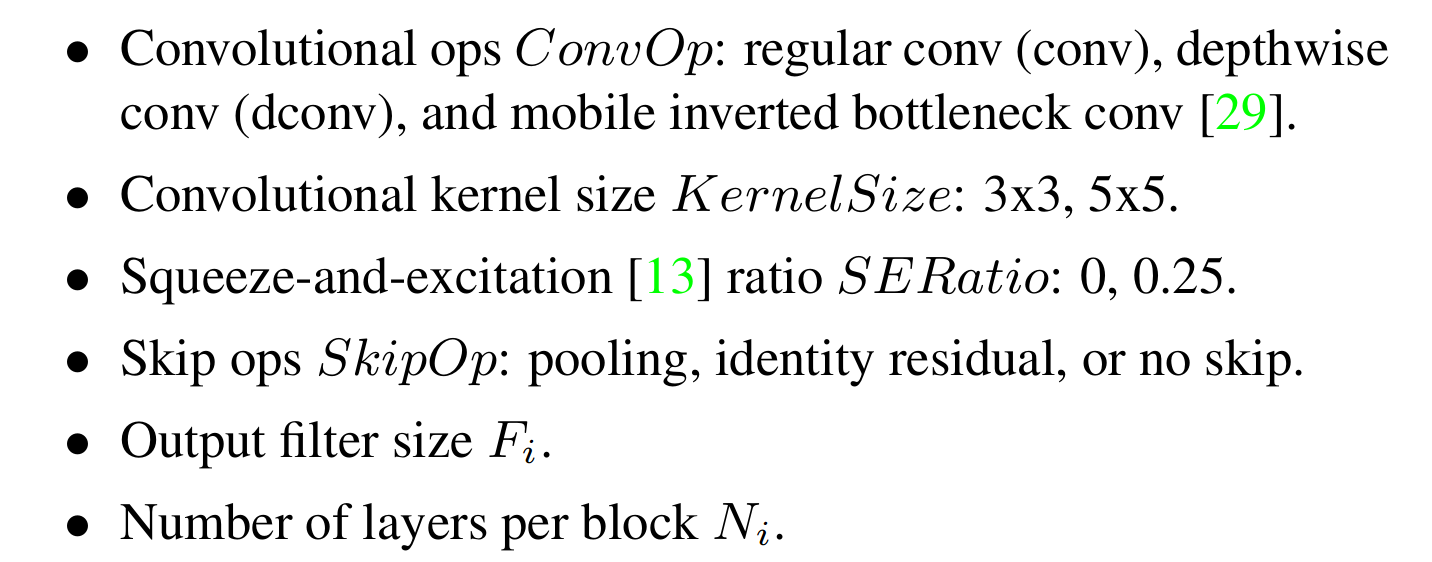 • Convolutional ops ConvOp: regular conv (conv), depthwise
conv (dconv), and mobile inverted bottleneck conv [29].
• Convolutional kernel size KernelSize: 3x3, 5x5.
• Squeeze-and-excitation [13] ratio SERatio: 0, 0.25.
• Skip ops SkipOp: pooling, identity residual, or no skip.
• Output filter size Fᵢ.
• Number of layers per block Nᵢ.